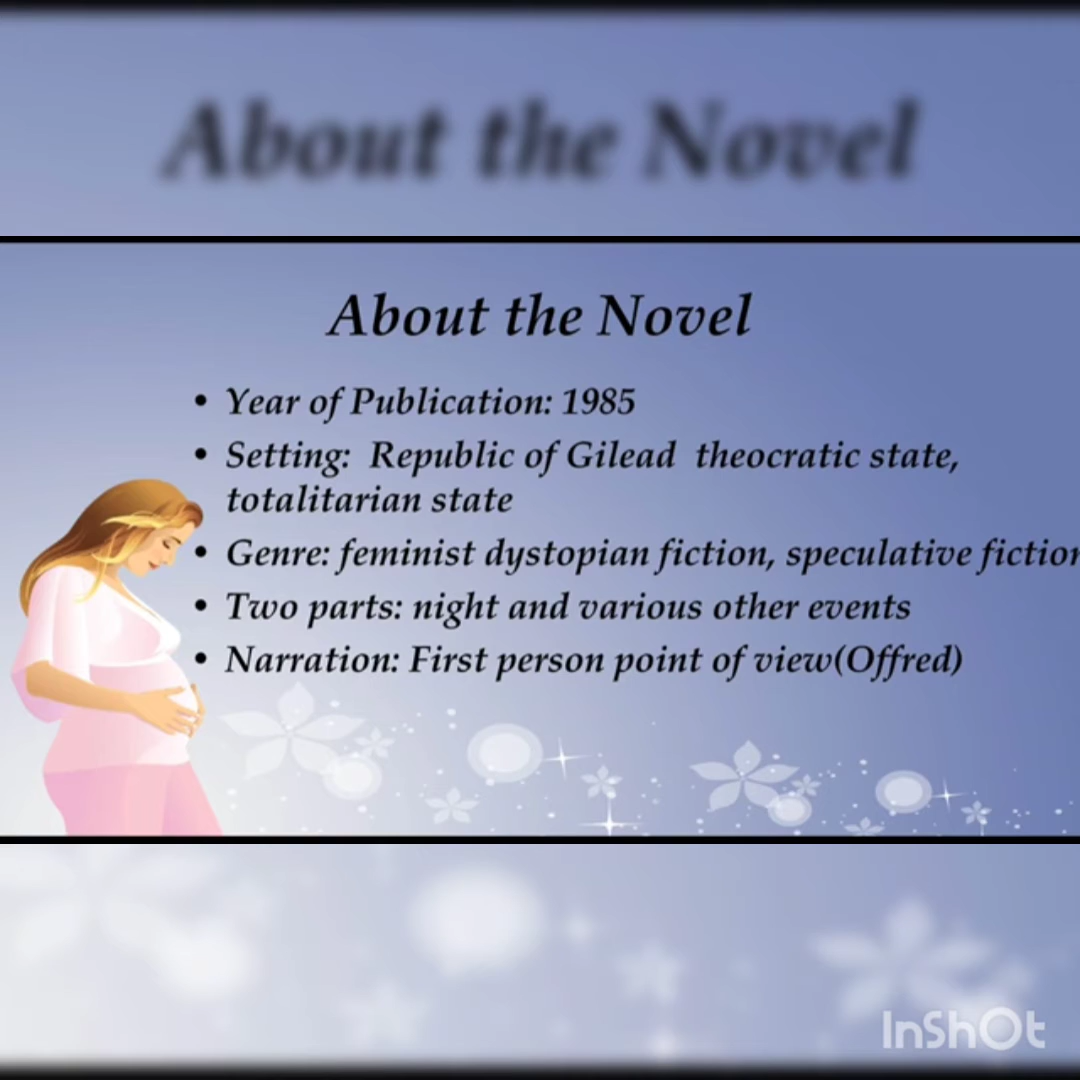 About the Novel
About the Novel
• Year of Publication: 1985
• Setting: Republic of Gilead theocratic state,
totalitarian state
• Genre: feminist dystopian fiction, speculative fiction
• Two parts: night and various other events
• Narration: First person point of view(Offred)
InShOt